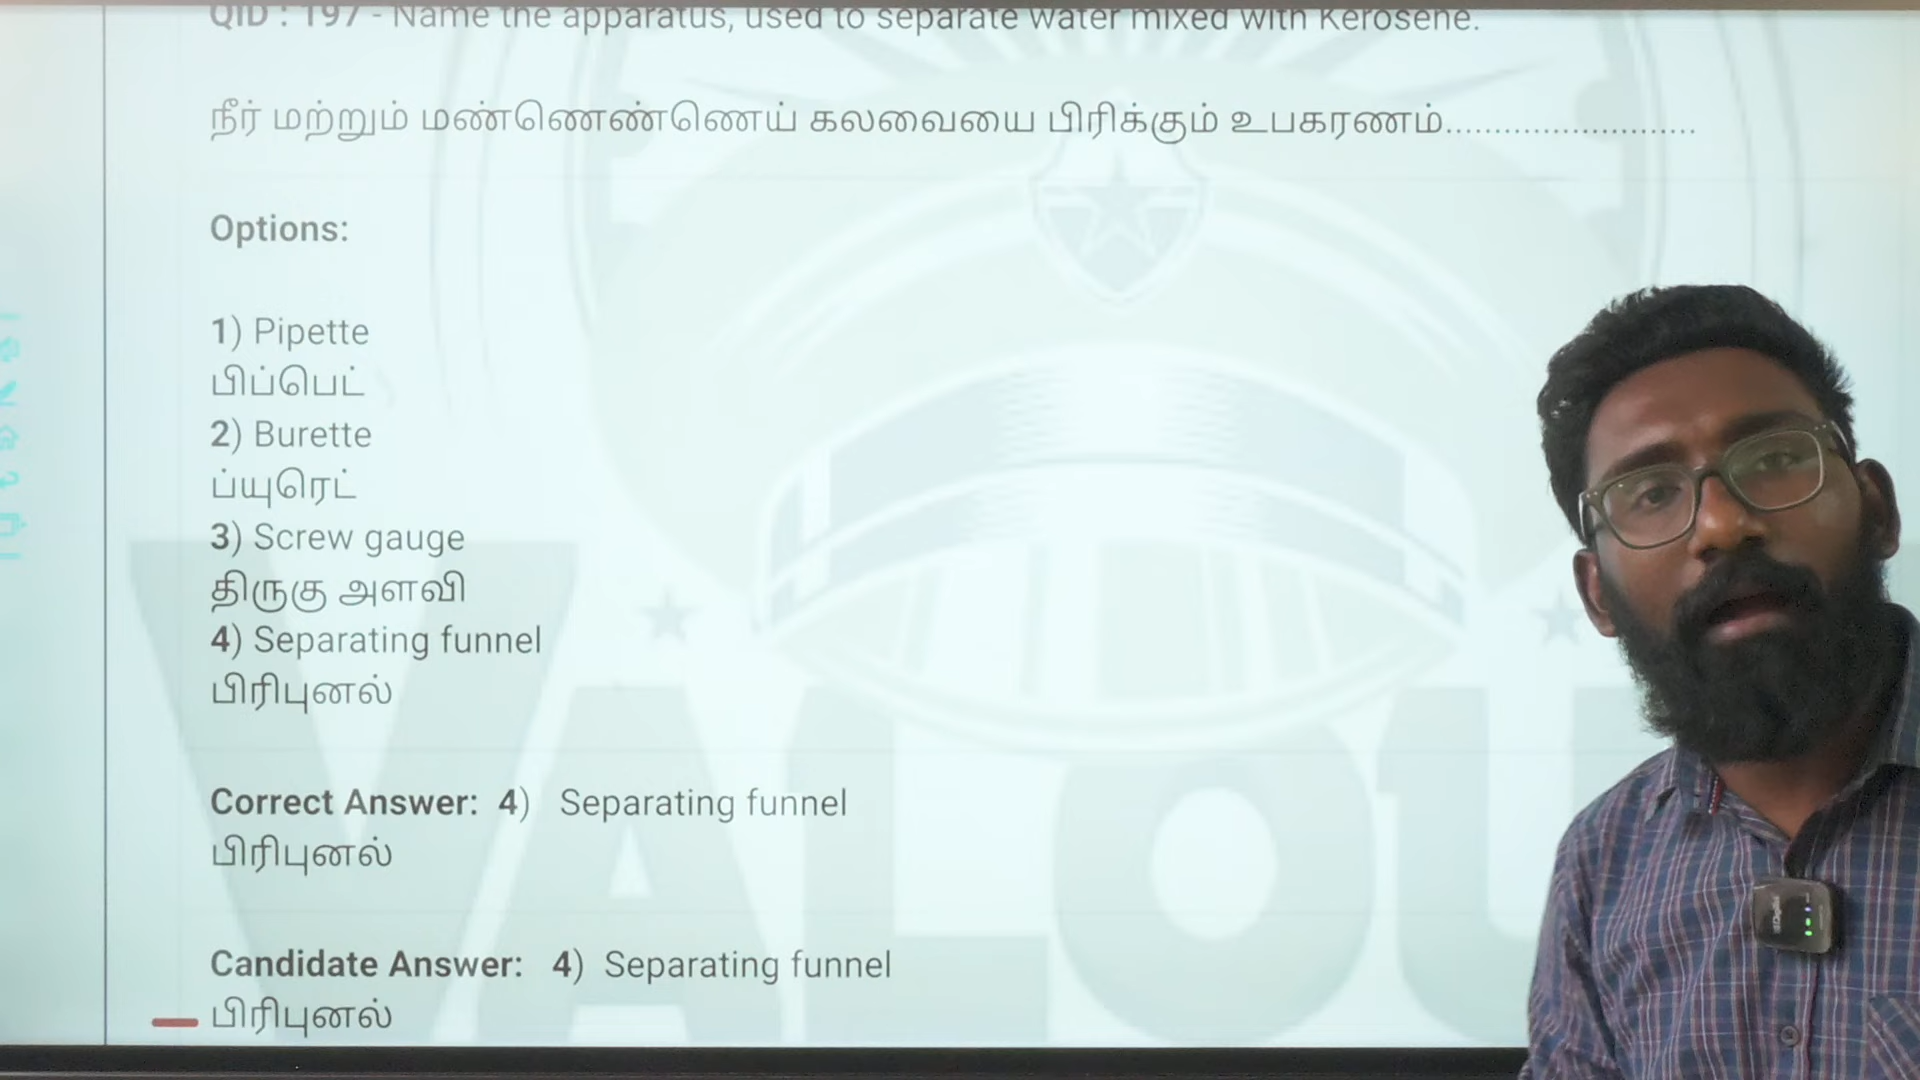 QID : 197 - Name the apparatus, used to separate water mixed with Kerosene.
நீர் மற்றும் மண்ணெண்ணெய் கலவையை பிரிக்கும் உபகரணம்..........................
Options:
1) Pipette
பிப்பெட்
2) Burette
ப்யுரெட்
3) Screw gauge
திருகு அளவி
4) Separating funnel
பிரிபுனல்
Correct Answer: 4) Separating funnel
பிரிபுனல்
Candidate Answer: 4) Separating funnel
பிரிபுனல்
VALOU